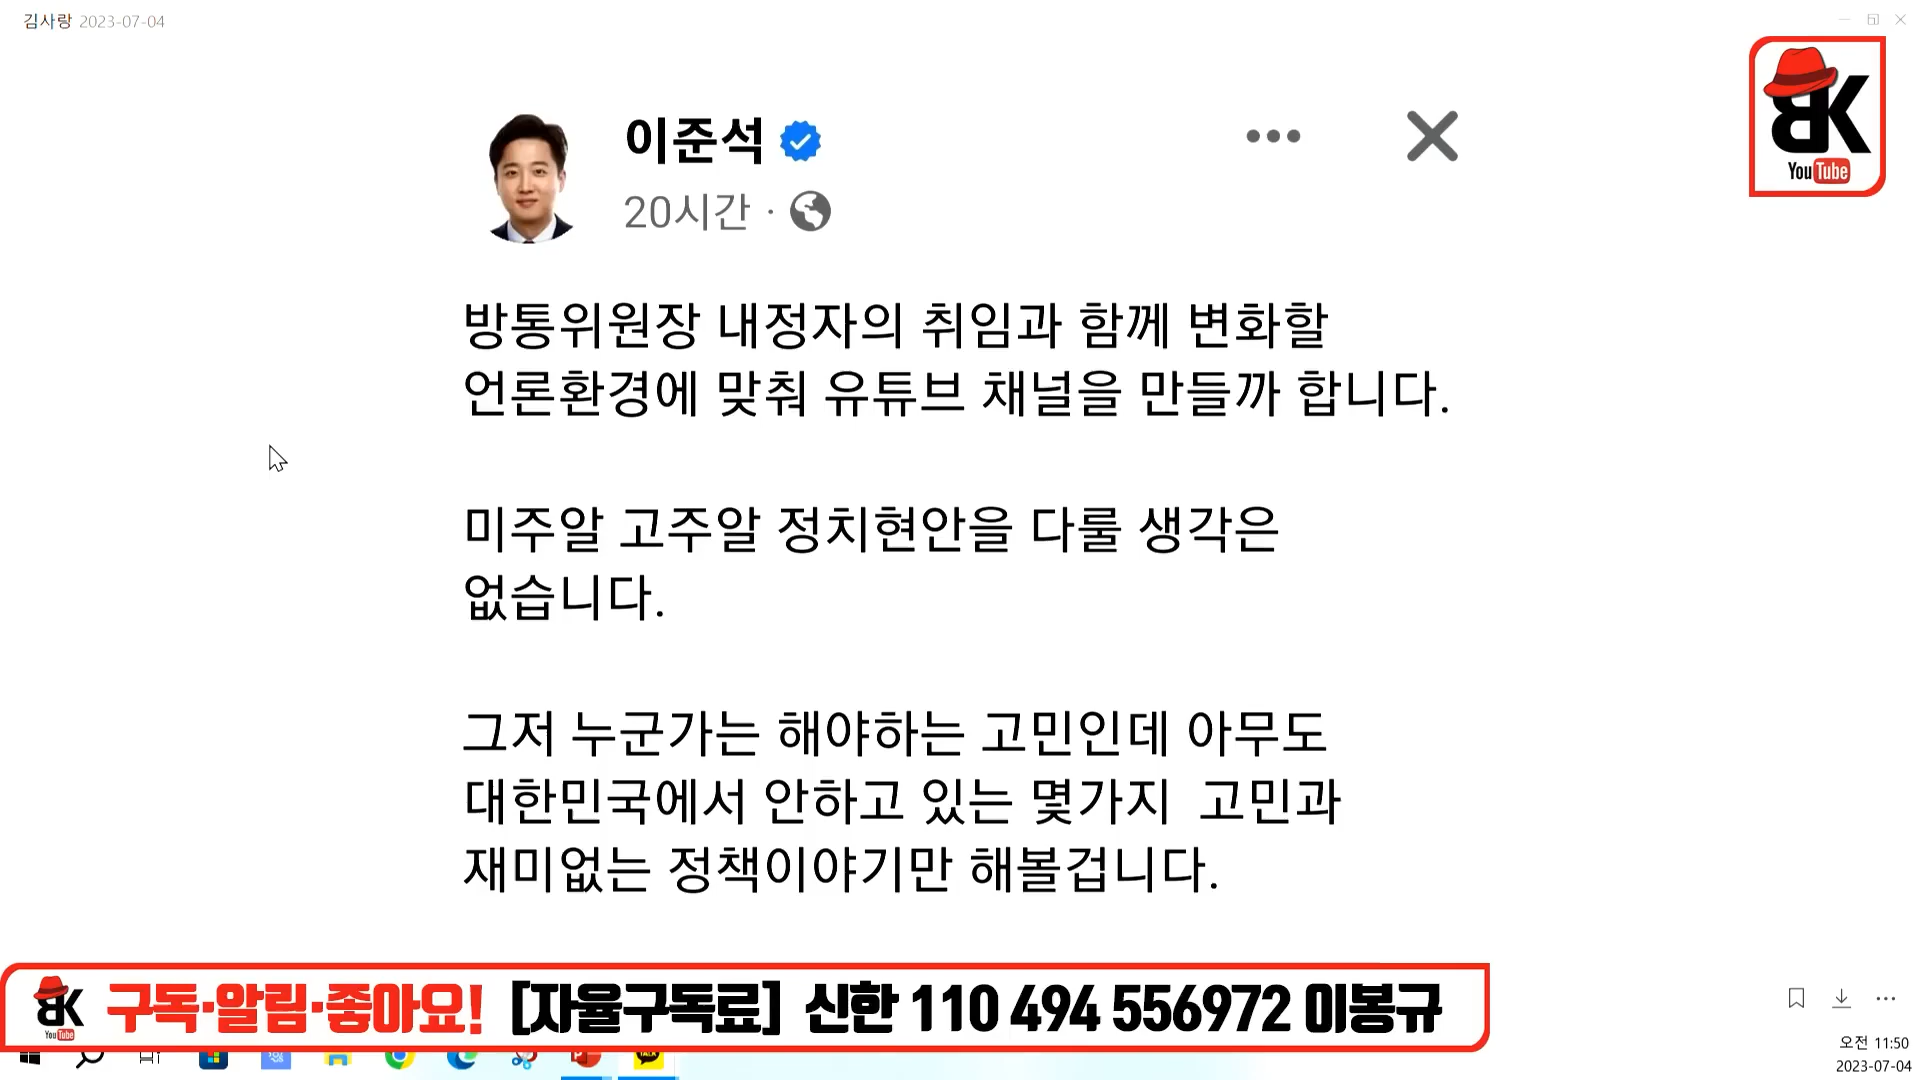 김사랑 2023-07-04
BK
YouTube
이준석
20시간 ·
방통위원장 내정자의 취임과 함께 변화할
언론환경에 맞춰 유튜브 채널을 만들까 합니다.
미주알 고주알 정치현안을 다룰 생각은
없습니다.
그저 누군가는 해야하는 고민인데 아무도
대한민국에서 안하고 있는 몇가지 고민과
재미없는 정책이야기만 해볼겁니다.
BK
YouTube
구독·알림·좋아요! [자율구독료] 신한 110 494 556972 이봉규
TALK
오전 11:50
2023-07-04